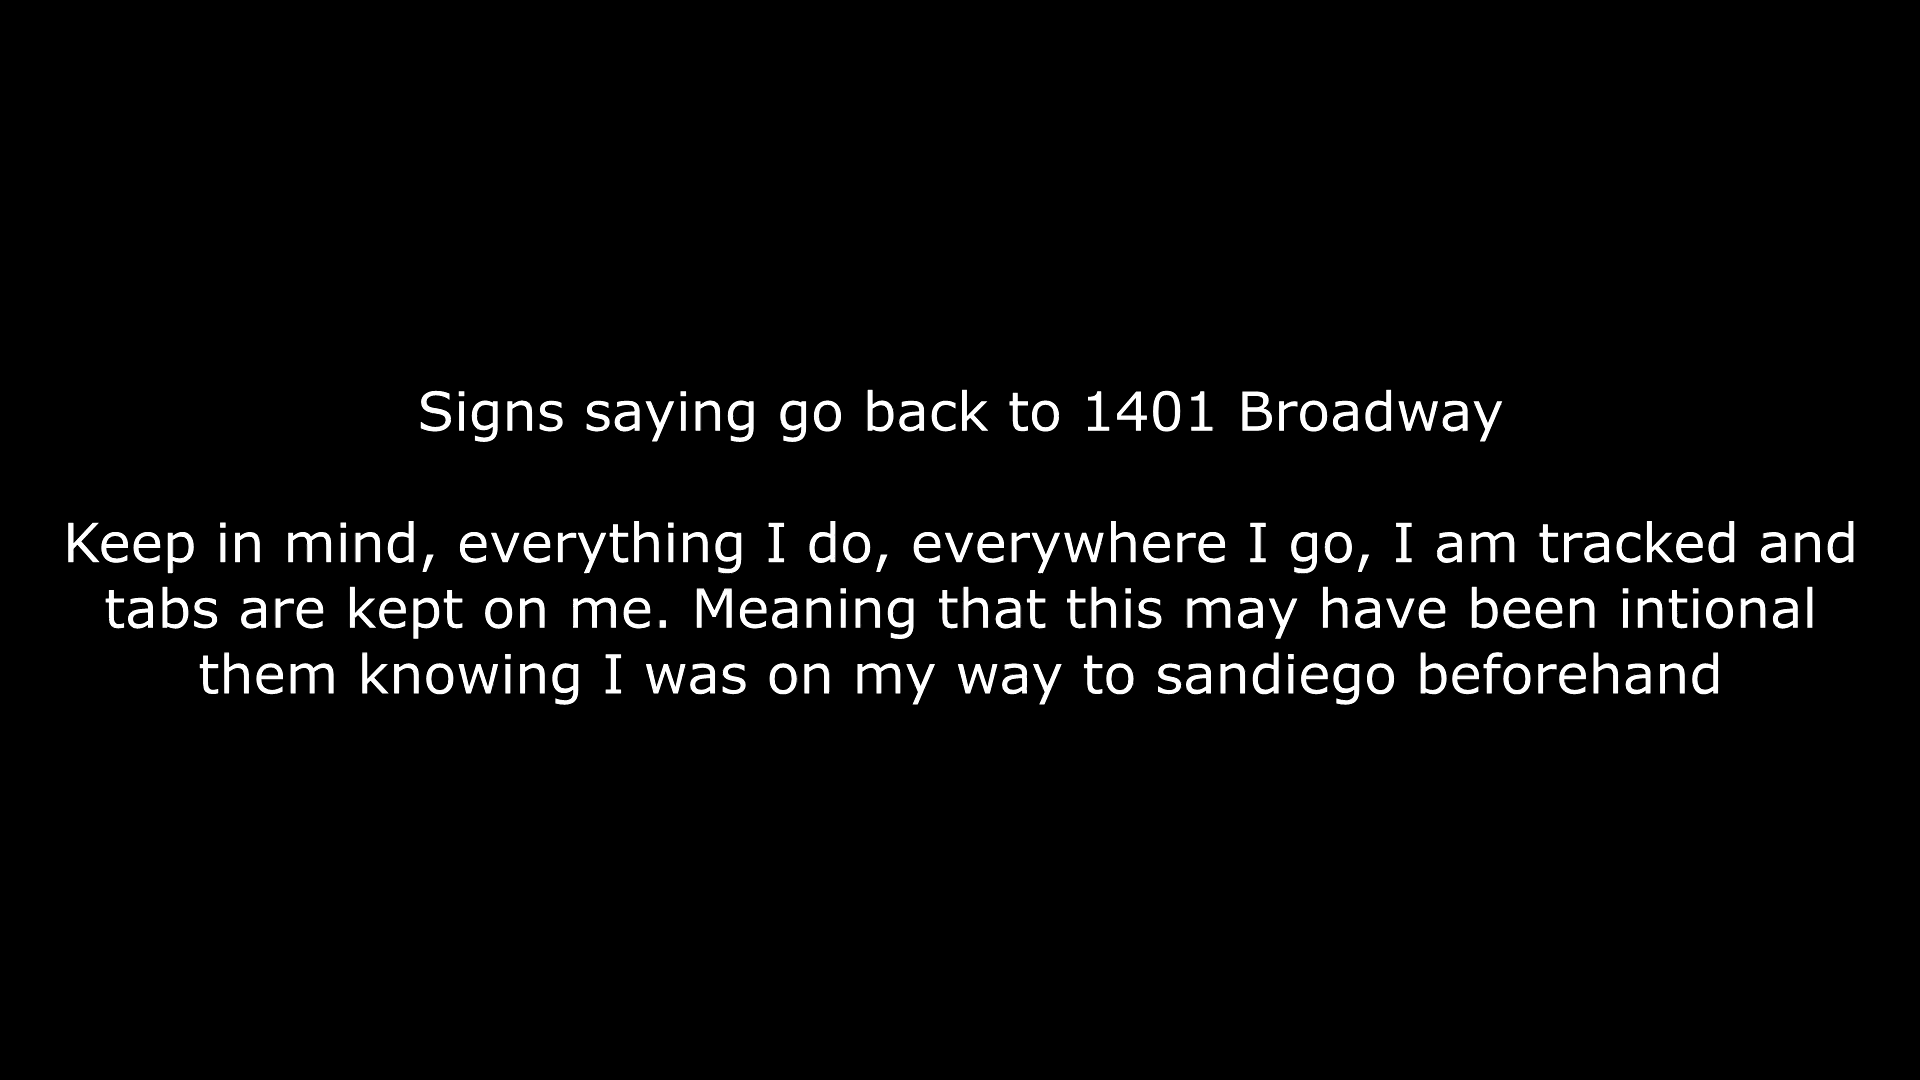 Signs saying go back to 1401 Broadway
Keep in mind, everything I do, everywhere I go, I am tracked and
tabs are kept on me. Meaning that this may have been intional
them knowing I was on my way to sandiego beforehand